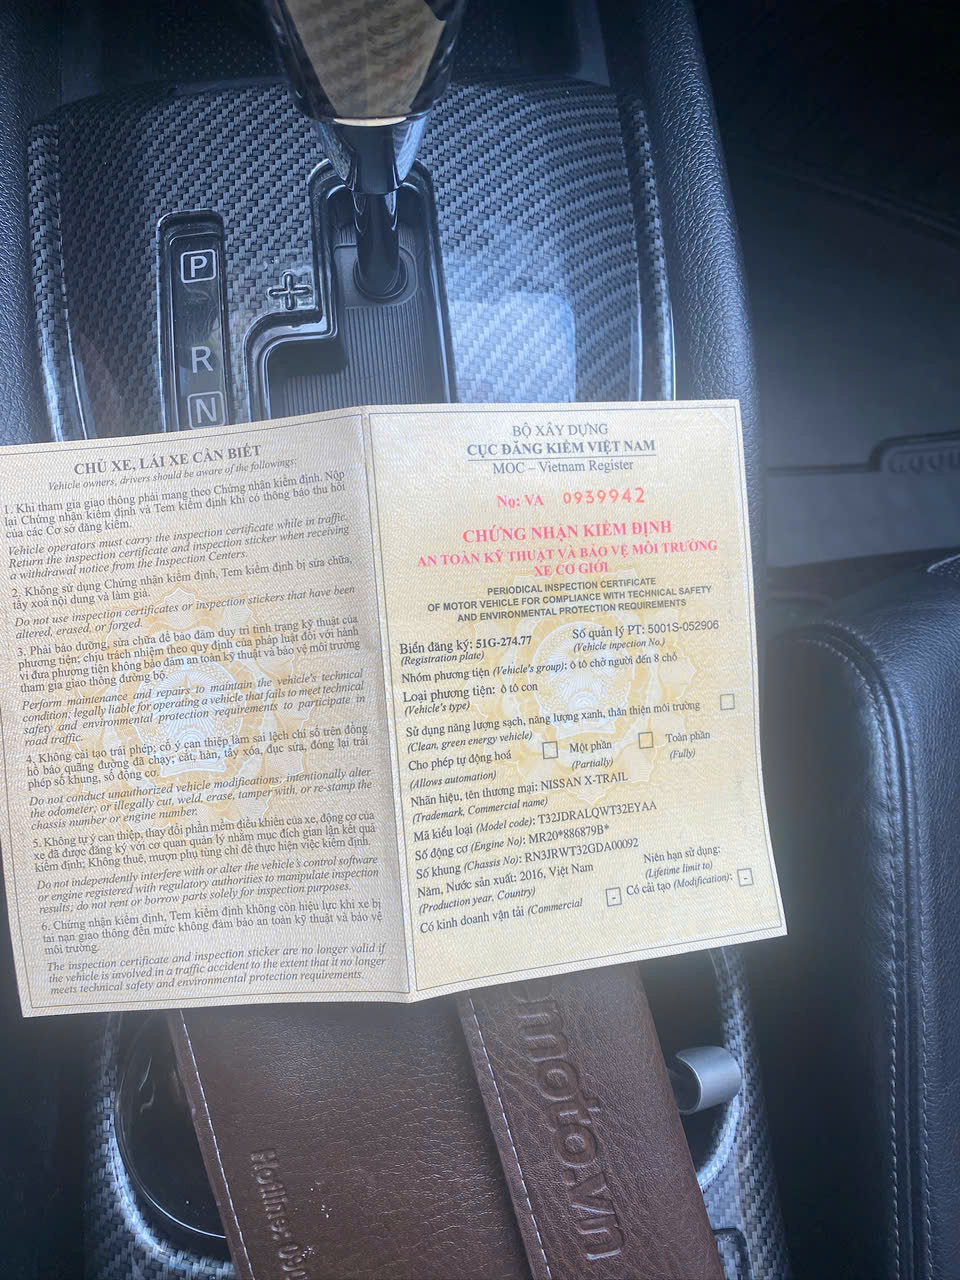 P
+
R
N
CHỦ XE, LÁI XE CẦN BIẾT
Vehicle owners, drivers should be aware of the followings:
1. Khi tham gia giao thông phải mang theo Chứng nhận kiểm định. Nộp
lại Chứng nhận kiểm định và Tem kiểm định khi có thông báo thu hồi
của các Cơ sở đăng kiểm.
Vehicle operators must carry the inspection certificate while in traffic.
Return the inspection certificate and inspection sticker when receiving
a withdrawal notice from the Inspection Centers.
2. Không sử dụng Chứng nhận kiểm định, Tem kiểm định bị sửa chữa,
tẩy xoá nội dung và làm giả.
Do not use inspection certificates or inspection stickers that have been
altered, erased, or forged.
3. Phải bảo dưỡng, sửa chữa để bảo đảm duy trì tình trạng kỹ thuật của
phương tiện; chịu trách nhiệm theo quy định của pháp luật đối với hành
vi đưa phương tiện không bảo đảm an toàn kỹ thuật và bảo vệ môi trường
tham gia giao thông đường bộ.
Perform maintenance and repairs to maintain the vehicle's technical
condition; legally liable for operating a vehicle that fails to meet technical
safety and environmental protection requirements to participate in
road traffic.
4. Không cải tạo trái phép; cố ý can thiệp làm sai lệch chỉ số trên đồng
hồ báo quãng đường đã chạy; cắt, hàn, tẩy xóa, đục sửa, đóng lại trái
phép số khung, số động cơ.
Do not conduct unauthorized vehicle modifications; intentionally alter
the odometer; or illegally cut, weld, erase, tamper with, or re-stamp the
chassis number or engine number.
5. Không tự ý can thiệp, thay đổi phần mềm điều khiển của xe, động cơ của
xe đã được đăng ký với cơ quan quản lý nhằm mục đích gian lận kết quả
kiểm định; Không thuê, mượn phụ tùng chỉ để thực hiện việc kiểm định.
Do not independently interfere with or alter the vehicle's control software
or engine registered with regulatory authorities to manipulate inspection
results; do not rent or borrow parts solely for inspection purposes.
6. Chứng nhận kiểm định, Tem kiểm định không còn hiệu lực khi xe bị
tai nạn giao thông đến mức không đảm bảo an toàn kỹ thuật và bảo vệ
môi trường.
The inspection certificate and inspection sticker are no longer valid if
the vehicle is involved in a traffic accident to the extent that it no longer
meets technical safety and environmental protection requirements.
BỘ XÂY DỰNG
CỤC ĐĂNG KIỂM VIỆT NAM
MOC – Vietnam Register
No: VA 0939942
CHỨNG NHẬN KIỂM ĐỊNH
AN TOÀN KỸ THUẬT VÀ BẢO VỆ MÔI TRƯỜNG
XE CƠ GIỚI
PERIODICAL INSPECTION CERTIFICATE
OF MOTOR VEHICLE FOR COMPLIANCE WITH TECHNICAL SAFETY
AND ENVIRONMENTAL PROTECTION REQUIREMENTS
Biển đăng ký: 51G-274.77 Số quản lý PT: 5001S-052906
(Registration plate) (Vehicle inspection No.)
Nhóm phương tiện (Vehicle's group): ô tô chở người đến 8 chỗ
Loại phương tiện: ô tô con
(Vehicle's type)
Sử dụng năng lượng sạch, năng lượng xanh, thân thiện môi trường
(Clean, green energy vehicle)
Cho phép tự động hoá Một phần Toàn phần
(Allows automation) (Partially) (Fully)
Nhãn hiệu, tên thương mại: NISSAN X-TRAIL
(Trademark, Commercial name)
Mã kiểu loại (Model code): T32JDRALQWT32EYAA
Số động cơ (Engine No): MR20*886879B*
Số khung (Chassis No): RN3JRWT32GDA00092
Năm, Nước sản xuất: 2016, Việt Nam Niên hạn sử dụng:
(Production year, Country) (Lifetime limit to)
Có kinh doanh vận tải (Commercial - Có cải tạo (Modification): -
motovn
Hotline: 09